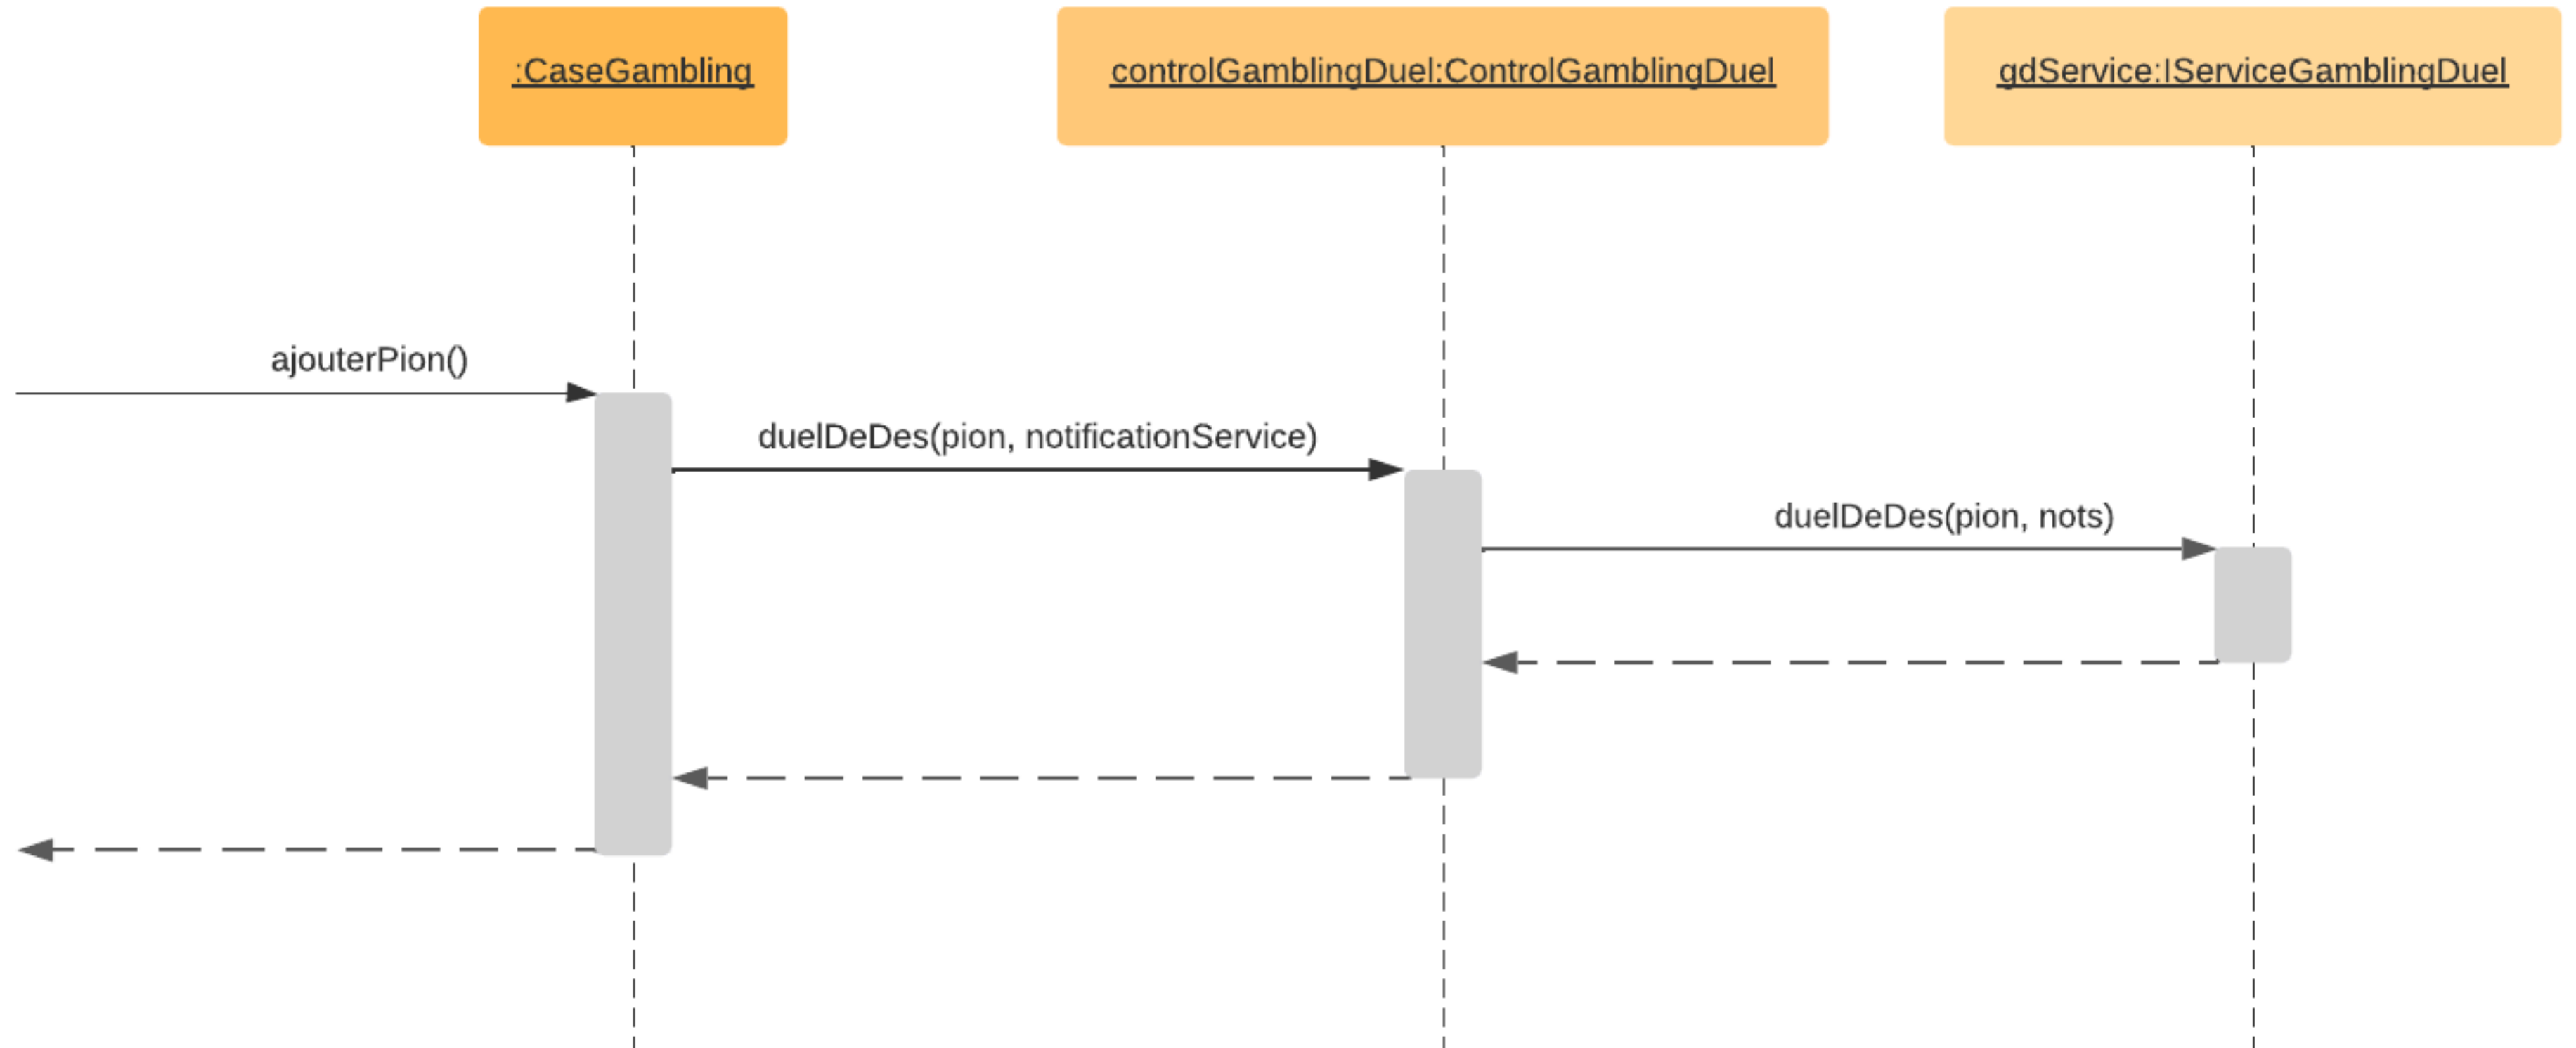 :CaseGambling
controlGamblingDuel:ControlGamblingDuel
gdService:IServiceGamblingDuel
ajouterPion()
duelDeDes(pion, notificationService)
duelDeDes(pion, nots)